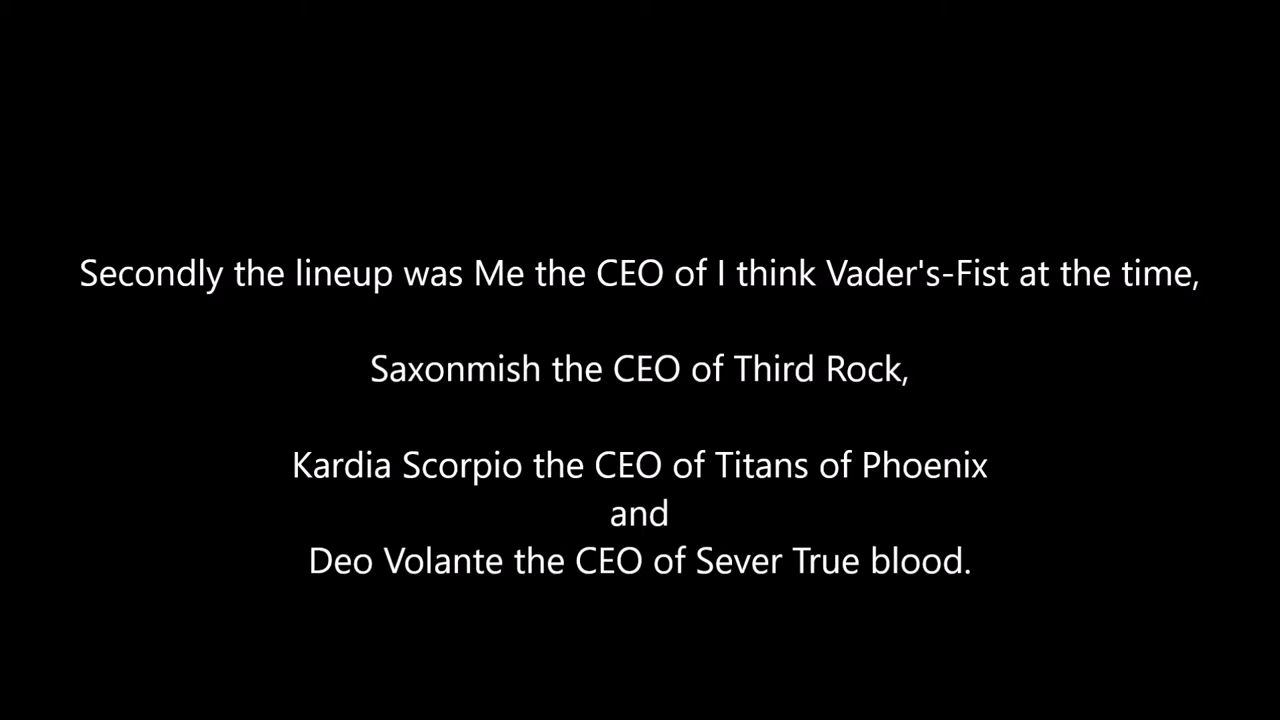 Secondly the lineup was Me the CEO of I think Vader's-Fist at the time,
Saxonmish the CEO of Third Rock,
Kardia Scorpio the CEO of Titans of Phoenix
and
Deo Volante the CEO of Sever True blood.